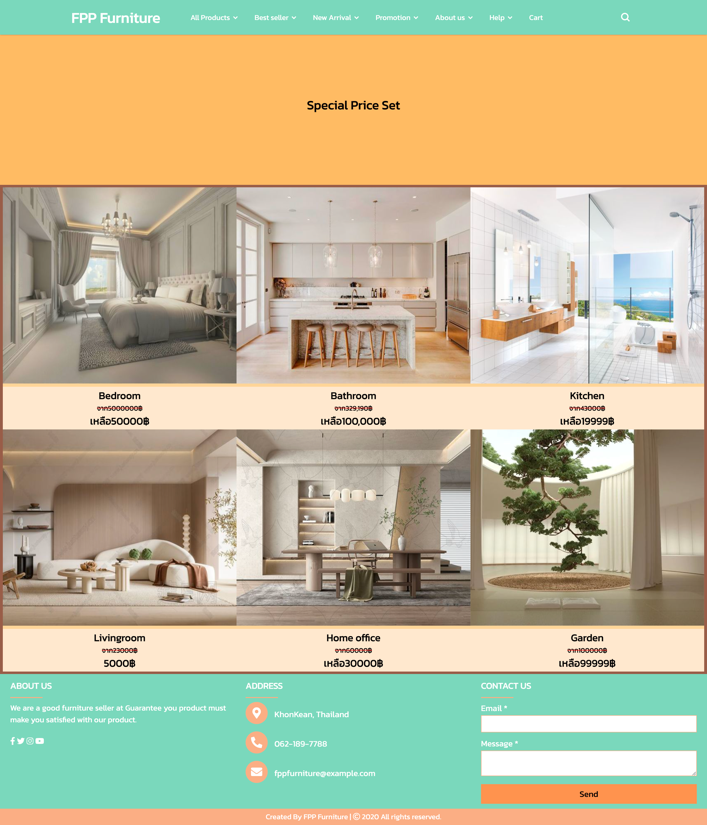 FPP Furniture
All Products
Best seller
New Arrival
Promotion
About us
Help
Cart
Special Price Set
Bedroom
จาก5000000฿
เหลือ50000฿
Bathroom
จาก329,190฿
เหลือ100,000฿
Kitchen
จาก43000฿
เหลือ19999฿
Livingroom
จาก23000฿
5000฿
Home office
จาก60000฿
เหลือ30000฿
Garden
จาก100000฿
เหลือ99999฿
ABOUT US
We are a good furniture seller at Guarantee you product must
make you satisfied with our product.
ADDRESS
KhonKean, Thailand
062-189-7788
fppfurniture@example.com
CONTACT US
Email *
Message *
Send
Created By FPP Furniture | © 2020 All rights reserved.